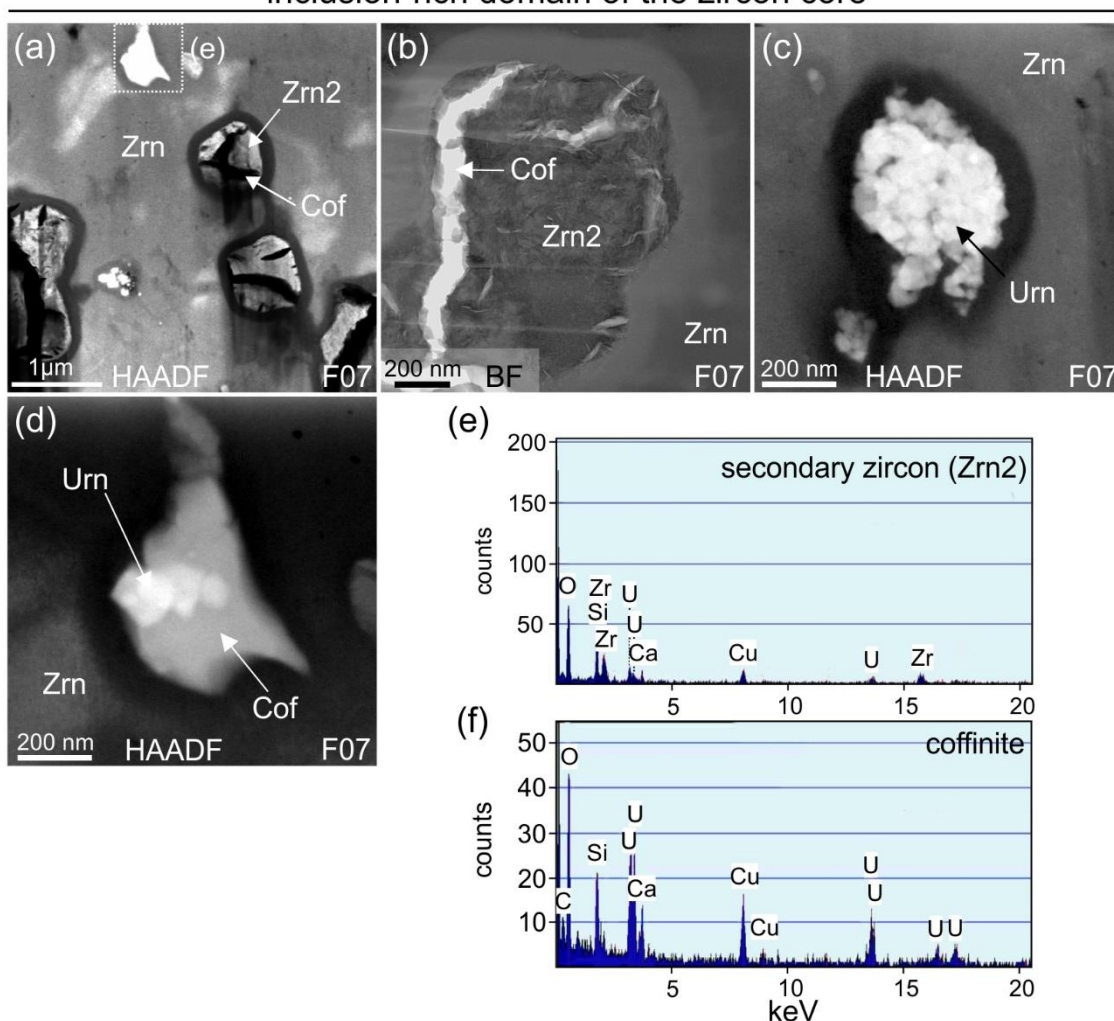 inclusion-rich domain of the zircon core
(a)
(e)
Zrn2
Zrn
Cof
1µm
HAADF
F07
(b)
Cof
Zrn2
Zrn
200 nm
BF
F07
(c)
Zrn
Urn
200 nm
HAADF
F07
(d)
Urn
Zrn
Cof
200 nm
HAADF
F07
(e)
200
150
100
50
counts
secondary zircon (Zrn2)
O
Zr
Si
Zr
U
U
Ca
Cu
U
Zr
5
10
15
20
(f)
50
40
30
20
10
counts
coffinite
C
O
Si
U
U
Ca
Cu
Cu
U
U
U
U
5
10
15
20
keV